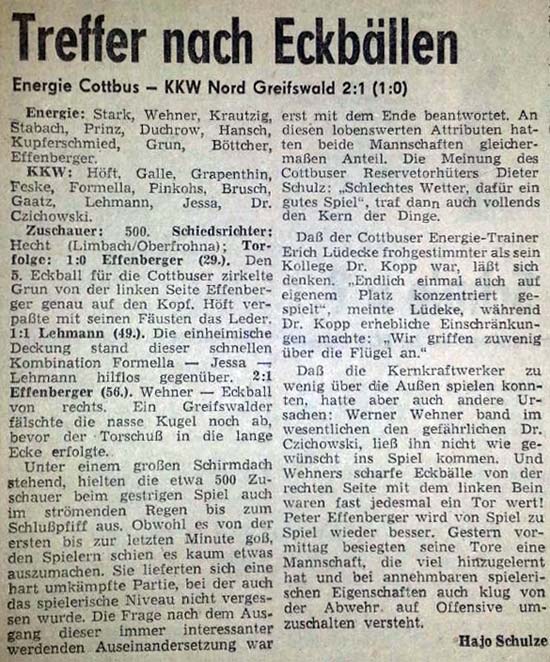 Treffer nach Eckbällen
Energie Cottbus – KKW Nord Greifswald 2:1 (1:0)
Energie: Stark, Wehner, Krautzig,
Stabach, Prinz, Duchrow, Hansch,
Kupferschmied, Grun, Böttcher,
Effenberger.
KKW: Höft, Galle, Grapenthin,
Feske, Formella, Pinkohs, Brusch,
Gaatz, Lehmann, Jessa, Dr.
Czichowski.
Zuschauer: 500. Schiedsrichter:
Hecht (Limbach/Oberfrohna); Tor-
folge: 1:0 Effenberger (29.). Den
5. Eckball für die Cottbuser zirkelte
Grun von der linken Seite Effenber-
ger genau auf den Kopf. Höft ver-
paßte mit seinen Fäusten das Leder.
1:1 Lehmann (49.). Die einheimische
Deckung stand dieser schnellen
Kombination Formella — Jessa —
Lehmann hilflos gegenüber. 2:1
Effenberger (56.). Wehner — Eckball
von rechts. Ein Greifswalder
fälschte die nasse Kugel noch ab,
bevor der Torschuß in die lange
Ecke erfolgte.
Unter einem großen Schirmdach
stehend, hielten die etwa 500 Zu-
schauer beim gestrigen Spiel auch
im strömenden Regen bis zum
Schlußpfiff aus. Obwohl es von der
ersten bis zur letzten Minute goß,
den Spielern schien es kaum etwas
auszumachen. Sie lieferten sich eine
hart umkämpfte Partie, bei der auch
das spielerische Niveau nicht verges-
sen wurde. Die Frage nach dem Aus-
gang dieser immer interessanter
werdenden Auseinandersetzung war
erst mit dem Ende beantwortet. An
diesen lobenswerten Attributen hat-
ten beide Mannschaften gleicher-
maßen Anteil. Die Meinung des
Cottbuser Reservetorhüters Dieter
Schulz: „Schlechtes Wetter, dafür ein
gutes Spiel", traf dann auch vollends
den Kern der Dinge.
Daß der Cottbuser Energie-Trainer
Erich Lüdecke frohgestimmter als sein
Kollege Dr. Kopp war, läßt sich
denken. „Endlich einmal auch auf
eigenem Platz konzentriert ge-
spielt", meinte Lüdeke, während
Dr. Kopp erhebliche Einschränkun-
gen machte: „Wir griffen zuwenig
über die Flügel an."
Daß die Kernkraftwerker zu
wenig über die Außen spielen konn-
ten, hatte aber auch andere Ur-
sachen: Werner Wehner band im
wesentlichen den gefährlichen Dr.
Czichowski, ließ ihn nicht wie ge-
wünscht ins Spiel kommen. Und
Wehners scharfe Eckbälle von der
rechten Seite mit dem linken Bein
waren fast jedesmal ein Tor wert!
Peter Effenberger wird von Spiel zu
Spiel wieder besser. Gestern vor-
mittag besiegten seine Tore eine
Mannschaft, die viel hinzugelernt
hat und bei annehmbaren spieleri-
schen Eigenschaften auch klug von
der Abwehr auf Offensive um-
zuschalten versteht.
Hajo Schulze